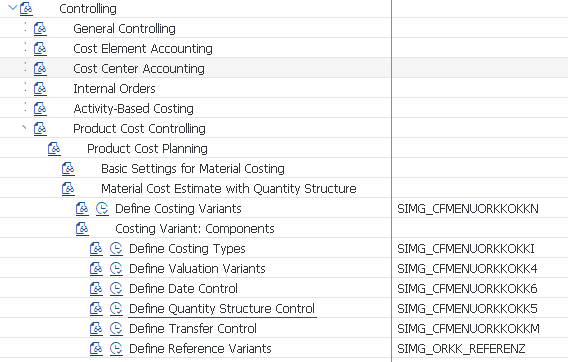 Controlling
General Controlling
Cost Element Accounting
Cost Center Accounting
Internal Orders
Activity-Based Costing
Product Cost Controlling
Product Cost Planning
Basic Settings for Material Costing
Material Cost Estimate with Quantity Structure
Define Costing Variants SIMG_CFMENUORKKOKKN
Costing Variant: Components
Define Costing Types SIMG_CFMENUORKKOKKI
Define Valuation Variants SIMG_CFMENUORKKOKK4
Define Date Control SIMG_CFMENUORKKOKK6
Define Quantity Structure Control SIMG_CFMENUORKKOKK5
Define Transfer Control SIMG_CFMENUORKKOKKM
Define Reference Variants SIMG_ORKK_REFERENZ